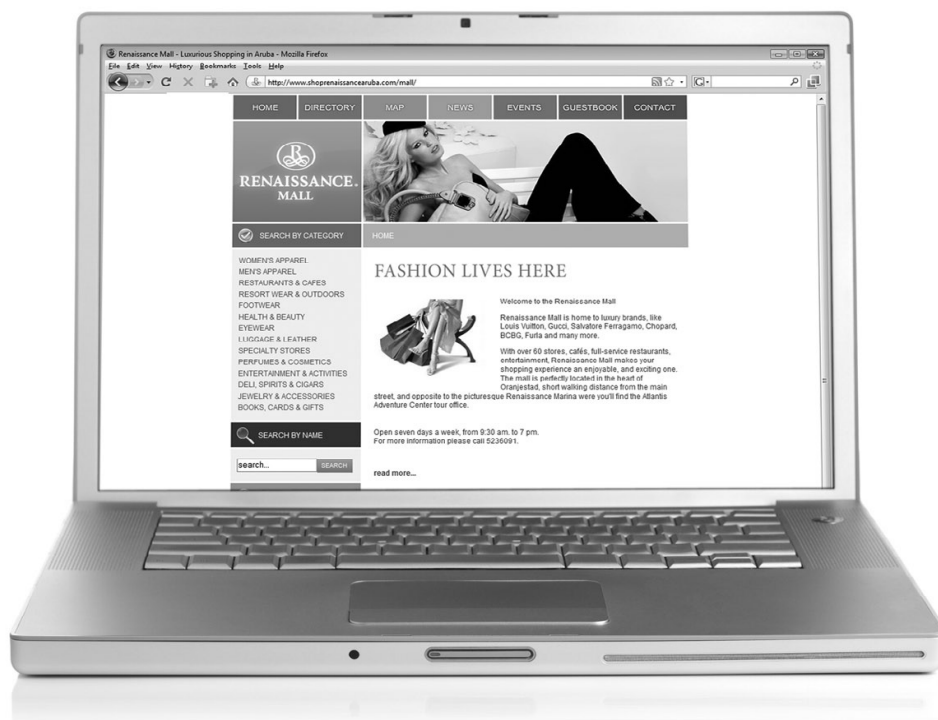 Renaissance Mall - Luxurious Shopping in Aruba - Mozilla Firefox
File Edit View History Bookmarks Tools Help
http://www.shoprenaissancearuba.com/mall/
HOME DIRECTORY MAP NEWS EVENTS GUESTBOOK CONTACT
R
RENAISSANCE.
MALL
SEARCH BY CATEGORY
HOME
WOMEN'S APPAREL
MEN'S APPAREL
RESTAURANTS & CAFES
RESORT WEAR & OUTDOORS
FOOTWEAR
HEALTH & BEAUTY
EYEWEAR
LUGGAGE & LEATHER
SPECIALTY STORES
PERFUMES & COSMETICS
ENTERTAINMENT & ACTIVITIES
DELI, SPIRITS & CIGARS
JEWELRY & ACCESSORIES
BOOKS, CARDS & GIFTS
SEARCH BY NAME
search...
SEARCH
FASHION LIVES HERE
Welcome to the Renaissance Mall
Renaissance Mall is home to luxury brands, like
Louis Vuitton, Gucci, Salvatore Ferragamo, Chopard,
BCBG, Furla and many more.
With over 60 stores, cafés, full-service restaurants,
entertainment, Renaissance Mall makes your
shopping experience an enjoyable, and exciting one.
The mall is perfectly located in the heart of
Oranjestad, short walking distance from the main
street, and opposite to the picturesque Renaissance Marina were you'll find the Atlantis
Adventure Center tour office.
Open seven days a week, from 9:30 am. to 7 pm.
For more information please call 5236091.
read more...